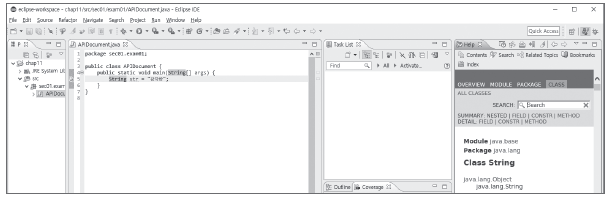 eclipse-workspace - chap11/src/sec01/exam01/APIDocument.java - Eclipse IDE
File Edit Source Refactor Navigate Search Project Run Window Help
Quick Access
APIDocument.java
chap11
JRE System Lib
src
sec01.exam
APIDocu
1 package sec01.exam01;
2
3 public class APIDocument {
4 public static void main(String[] args) {
5 String str = "홍길동";
6 }
7 }
8
Task List
Find
All
Activate...
Outline
Coverage
Help
Contents
Search
Related Topics
Bookmarks
Index
OVERVIEW MODULE PACKAGE CLASS
ALL CLASSES
SEARCH: Search
SUMMARY: NESTED | FIELD | CONSTR | METHOD
DETAIL: FIELD | CONSTR | METHOD
Module java.base
Package java.lang
Class String
java.lang.Object
java.lang.String